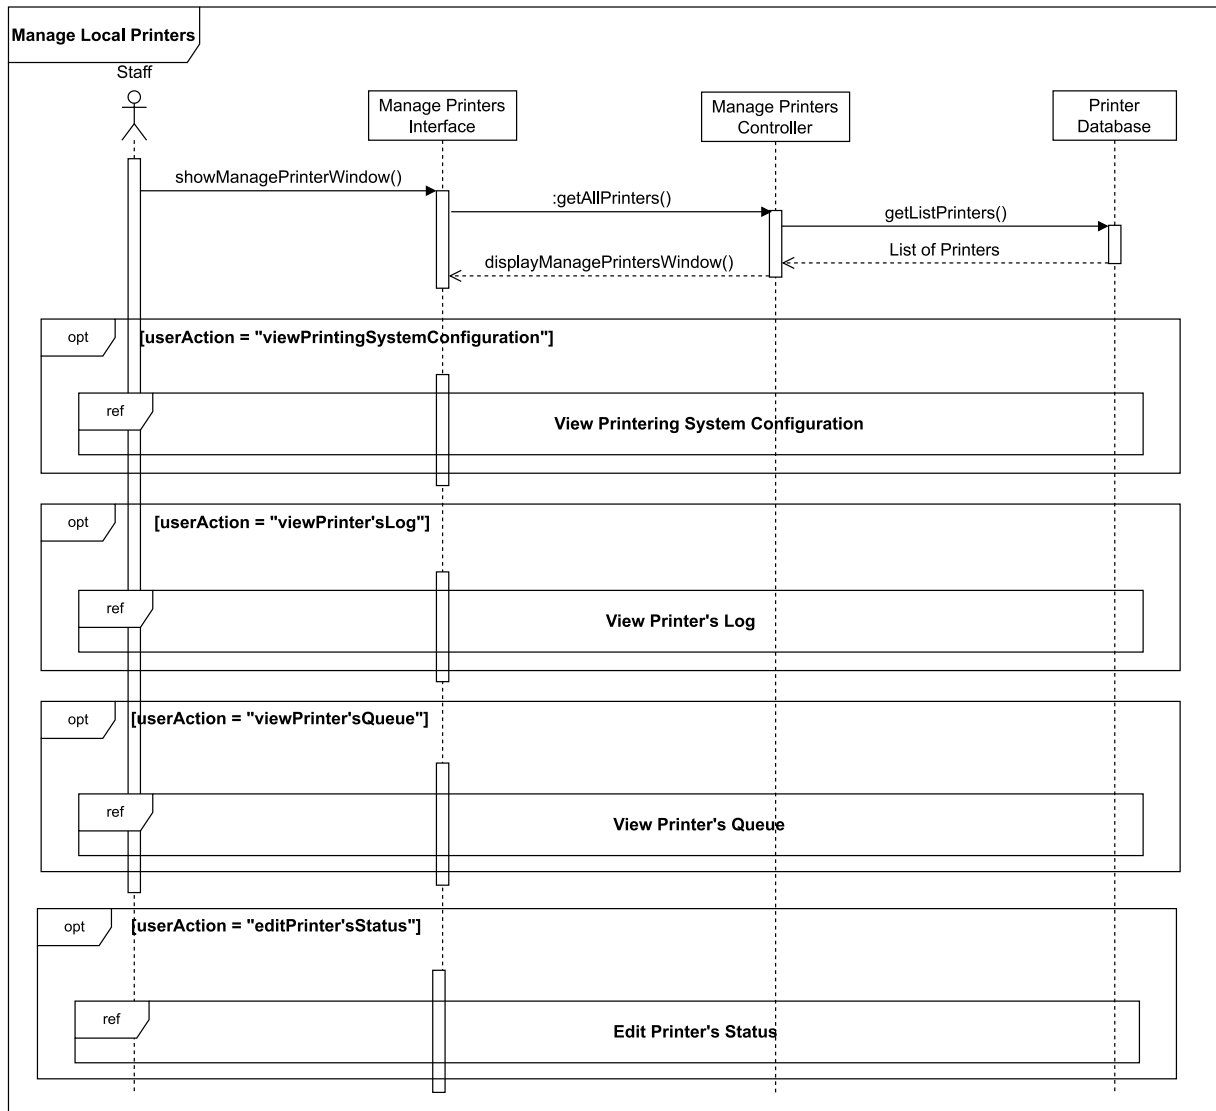 Manage Local Printers
Staff
Manage Printers
Interface
Manage Printers
Controller
Printer
Database
showManagePrinterWindow()
:getAllPrinters()
getListPrinters()
List of Printers
displayManagePrintersWindow()
opt
[userAction = "viewPrintingSystemConfiguration"]
ref
View Printering System Configuration
opt
[userAction = "viewPrinter'sLog"]
ref
View Printer's Log
opt
[userAction = "viewPrinter'sQueue"]
ref
View Printer's Queue
opt
[userAction = "editPrinter'sStatus"]
ref
Edit Printer's Status